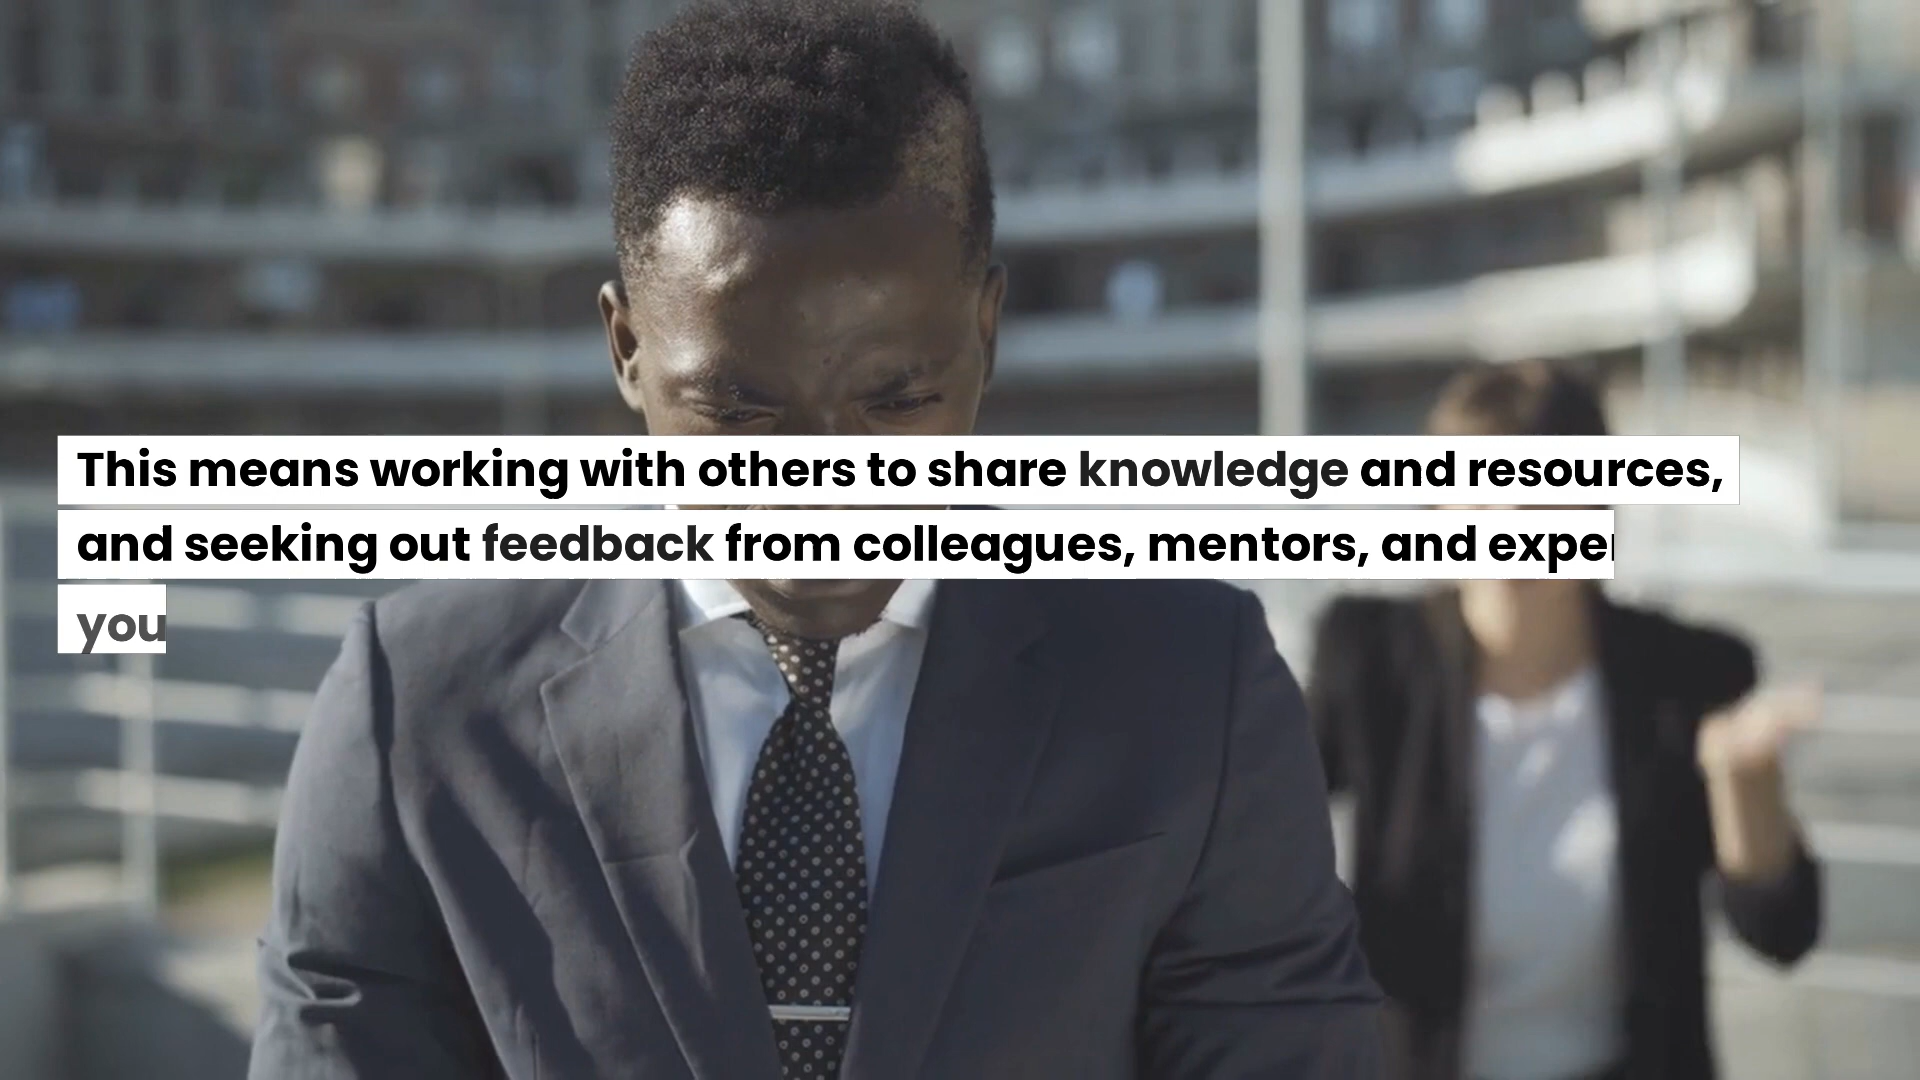 This means working with others to share knowledge and resources,
and seeking out feedback from colleagues, mentors, and expe
you